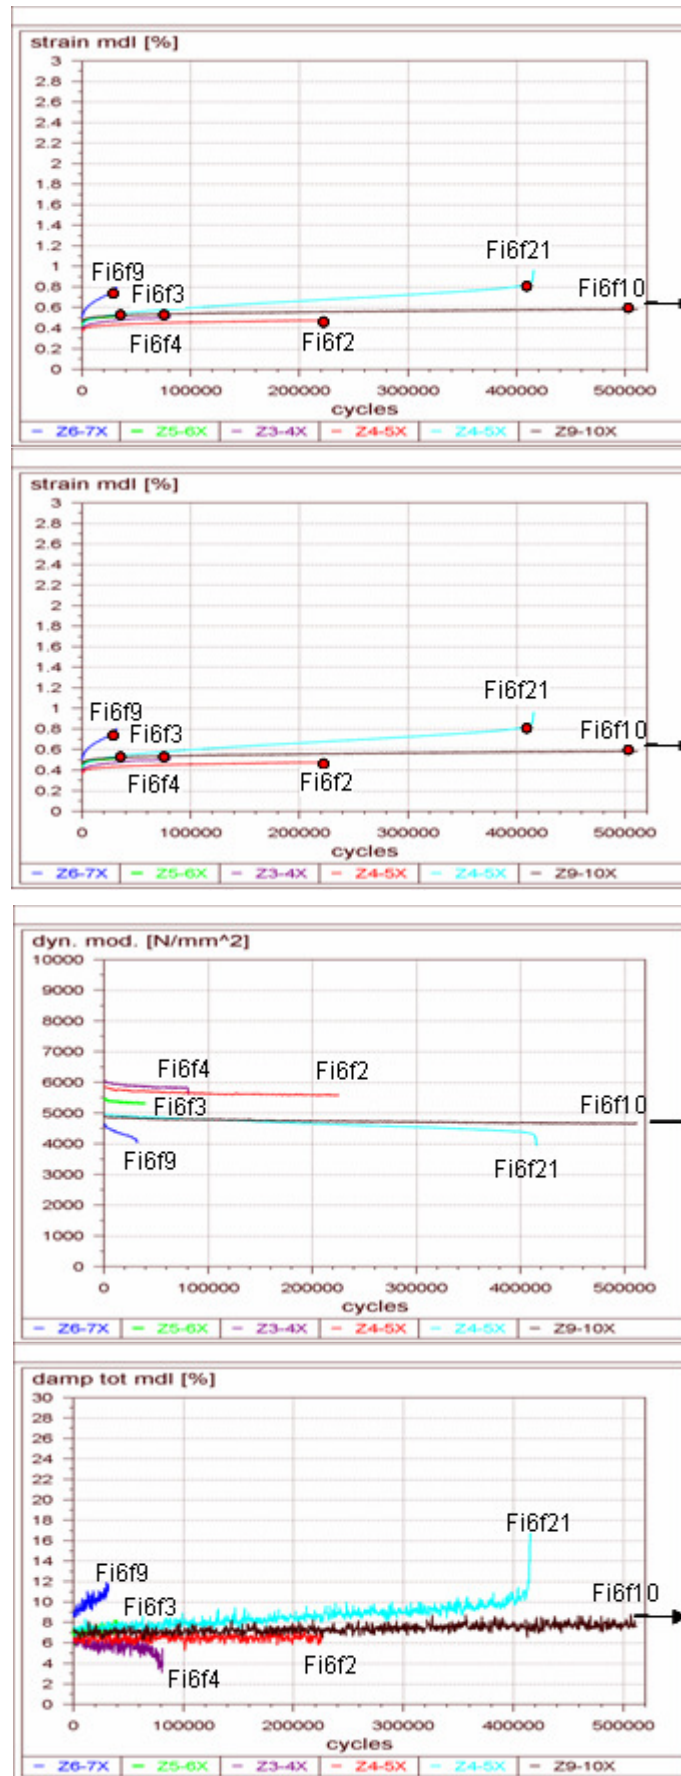 strain mdl [%]
3
2.8
2.6
2.4
2.2
2
1.8
1.6
1.4
1.2
1
0.8
0.6
0.4
0.2
0
Fi6f9
Fi6f3
Fi6f21
Fi6f10
Fi6f4
Fi6f2
0 100000 200000 300000 400000 500000
cycles
Z6-7X Z5-6X Z3-4X Z4-5X Z4-5X Z9-10X
strain mdl [%]
3
2.8
2.6
2.4
2.2
2
1.8
1.6
1.4
1.2
1
0.8
0.6
0.4
0.2
0
Fi6f9
Fi6f3
Fi6f21
Fi6f10
Fi6f4
Fi6f2
0 100000 200000 300000 400000 500000
cycles
Z6-7X Z5-6X Z3-4X Z4-5X Z4-5X Z9-10X
dyn. mod. [N/mm^2]
10000
9000
8000
7000
6000
5000
4000
3000
2000
1000
0
Fi6f4
Fi6f2
Fi6f3
Fi6f10
Fi6f9
Fi6f21
0 100000 200000 300000 400000 500000
cycles
Z6-7X Z5-6X Z3-4X Z4-5X Z4-5X Z9-10X
damp tot mdl [%]
30
28
26
24
22
20
18
16
14
12
10
8
6
4
2
0
Fi6f21
Fi6f9
Fi6f10
Fi6f3
Fi6f2
Fi6f4
0 100000 200000 300000 400000 500000
cycles
Z6-7X Z5-6X Z3-4X Z4-5X Z4-5X Z9-10X